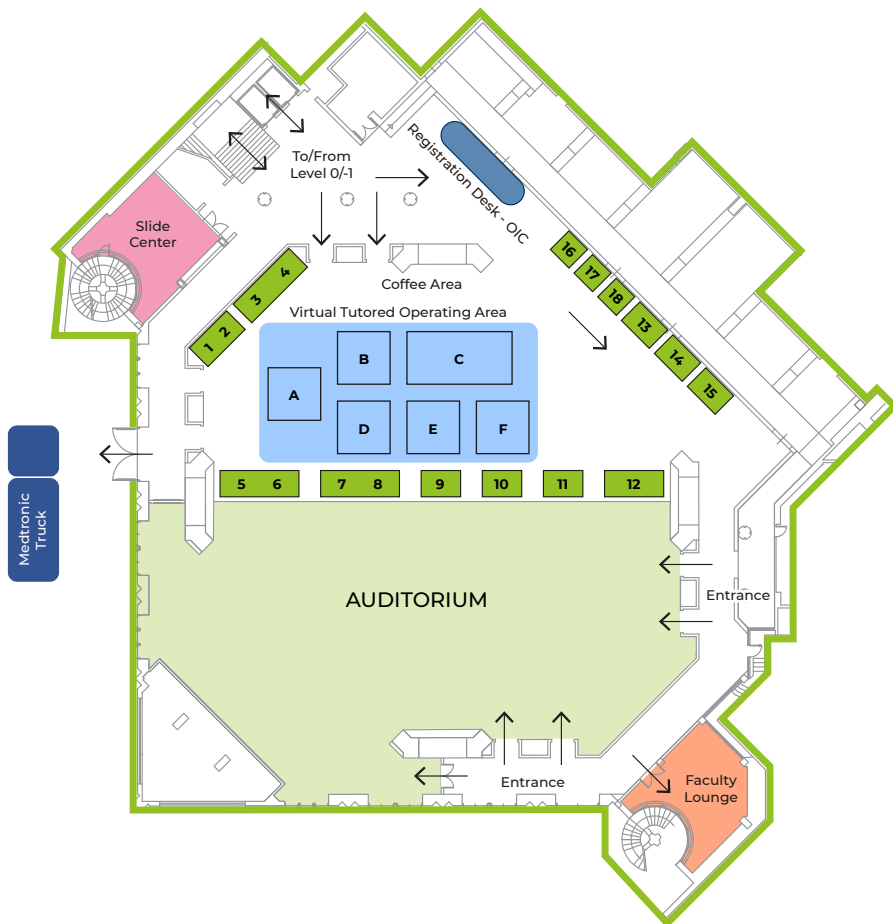 To/From
Level 0/-1
Registration Desk - OIC
Slide
Center
Coffee Area
16
17
18
13
14
15
4
3
2
1
Virtual Tutored Operating Area
A
B
C
D
E
F
5
6
7
8
9
10
11
12
Medtronic
Truck
AUDITORIUM
Entrance
Entrance
Faculty
Lounge